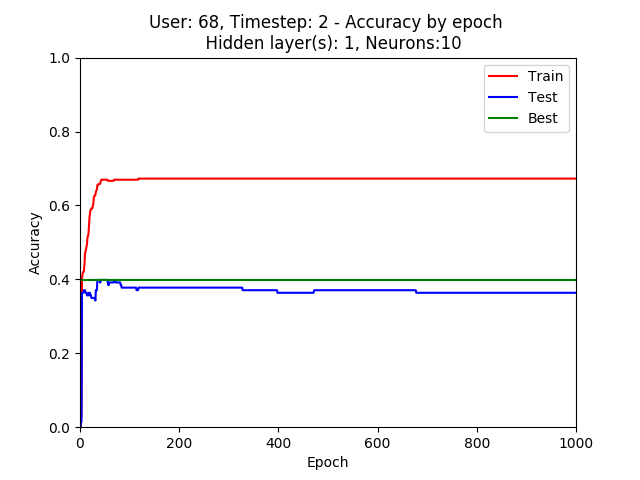 User: 68, Timestep: 2 - Accuracy by epoch
Hidden layer(s): 1, Neurons:10
Train
Test
Best
1.0
0.8
0.6
0.4
0.2
0.0
Accuracy
0
200
400
600
800
1000
Epoch